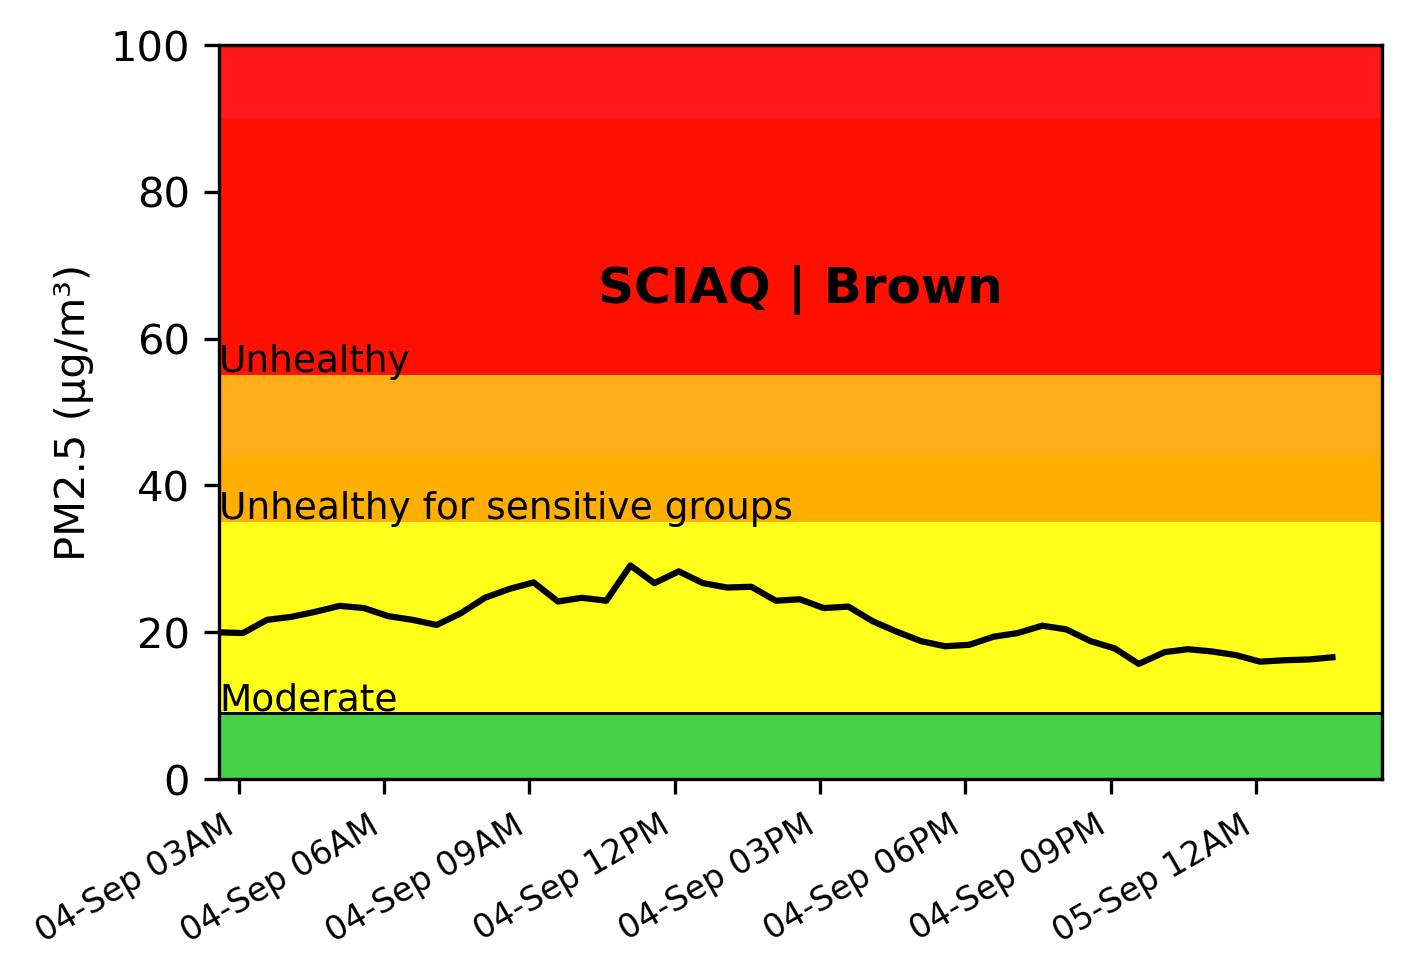 100
80
60
40
20
0
PM2.5 (µg/m³)
SCIAQ | Brown
Unhealthy
Unhealthy for sensitive groups
Moderate
04-Sep 03AM
04-Sep 06AM
04-Sep 09AM
04-Sep 12PM
04-Sep 03PM
04-Sep 06PM
04-Sep 09PM
05-Sep 12AM